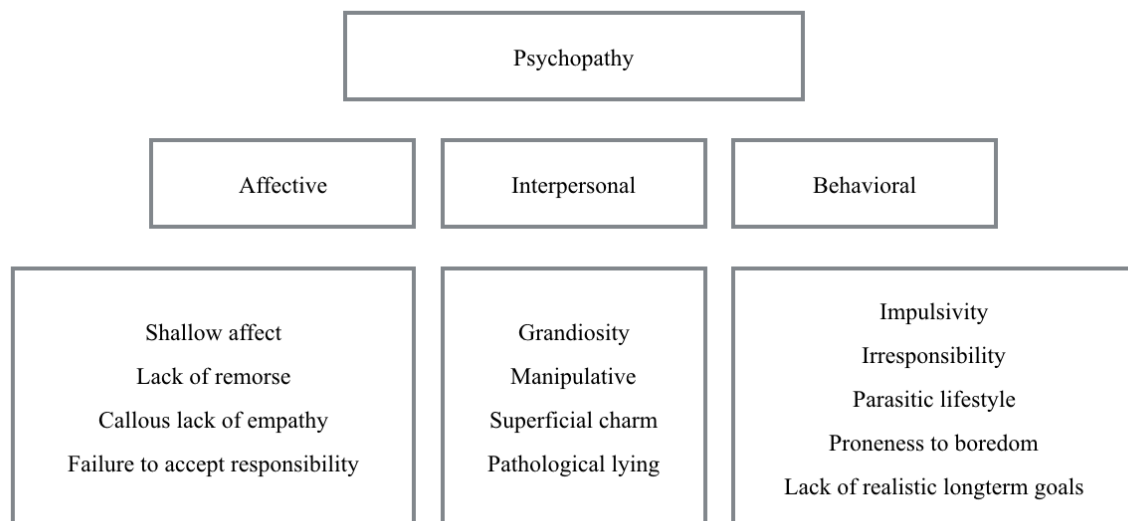 Psychopathy
Affective
Interpersonal
Behavioral
Shallow affect
Lack of remorse
Callous lack of empathy
Failure to accept responsibility
Grandiosity
Manipulative
Superficial charm
Pathological lying
Impulsivity
Irresponsibility
Parasitic lifestyle
Proneness to boredom
Lack of realistic longterm goals